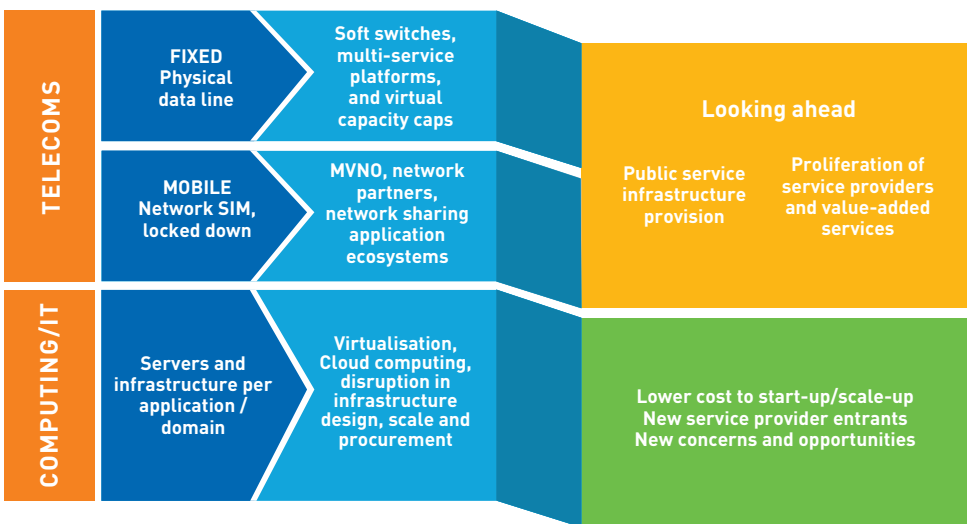 TELECOMS
FIXED
Physical
data line
Soft switches,
multi-service
platforms,
and virtual
capacity caps
MOBILE
Network SIM,
locked down
MVNO, network
partners,
network sharing
application
ecosystems
Looking ahead
Public service
infrastructure
provision
Proliferation of
service providers
and value-added
services
COMPUTING/IT
Servers and
infrastructure per
application /
domain
Virtualisation,
Cloud computing,
disruption in
infrastructure
design, scale and
procurement
Lower cost to start-up/scale-up
New service provider entrants
New concerns and opportunities